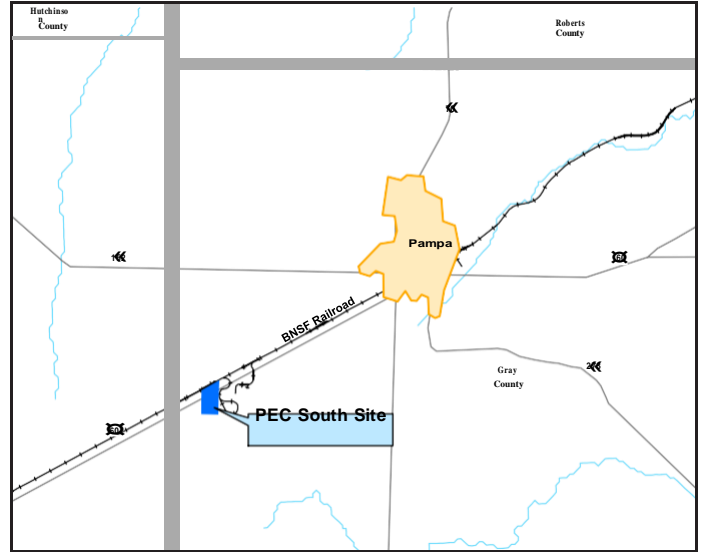 Hutchinso
n
County
Roberts
County
Pampa
BNSF Railroad
Gray
County
PEC South Site